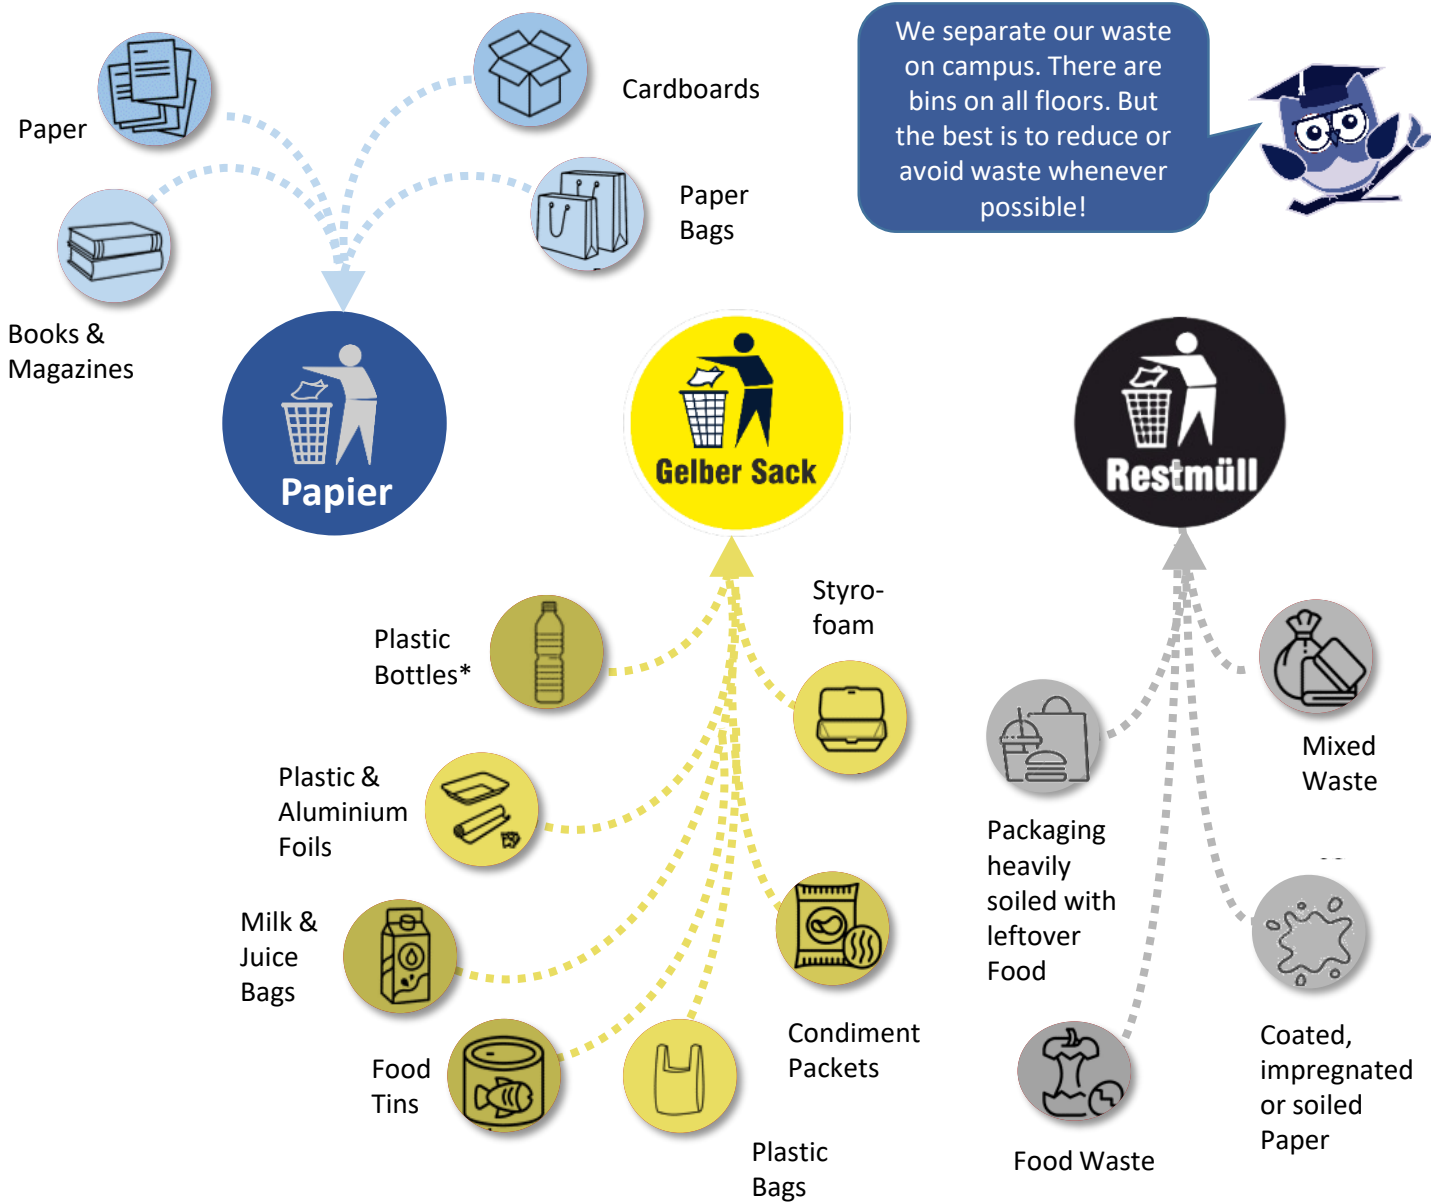 Paper
Cardboards
Books &
Magazines
Paper
Bags
We separate our waste
on campus. There are
bins on all floors. But
the best is to reduce or
avoid waste whenever
possible!
Papier
Gelber Sack
Restmüll
Plastic
Bottles*
Styro-
foam
Plastic &
Aluminium
Foils
Milk &
Juice
Bags
Food
Tins
Plastic
Bags
Condiment
Packets
Packaging
heavily
soiled with
leftover
Food
Mixed
Waste
Food Waste
Coated,
impregnated
or soiled
Paper